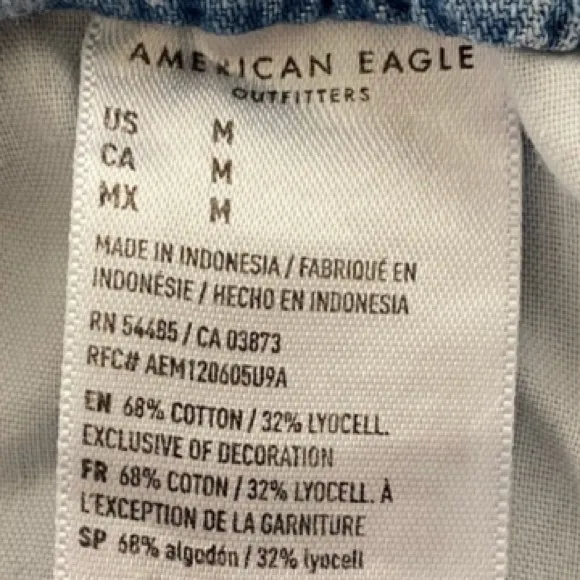 AMERICAN EAGLE
OUTFITTERS
US M
CA M
MX M
MADE IN INDONESIA / FABRIQUÉ EN
INDONÉSIE / HECHO EN INDONESIA
RN 54485 / CA 03873
RFC# AEM120605U9A
EN 68% COTTON / 32% LYOCELL.
EXCLUSIVE OF DECORATION
FR 68% COTON / 32% LYOCELL. À
L'EXCEPTION DE LA GARNITURE
SP 68% algodón / 32% lyocell